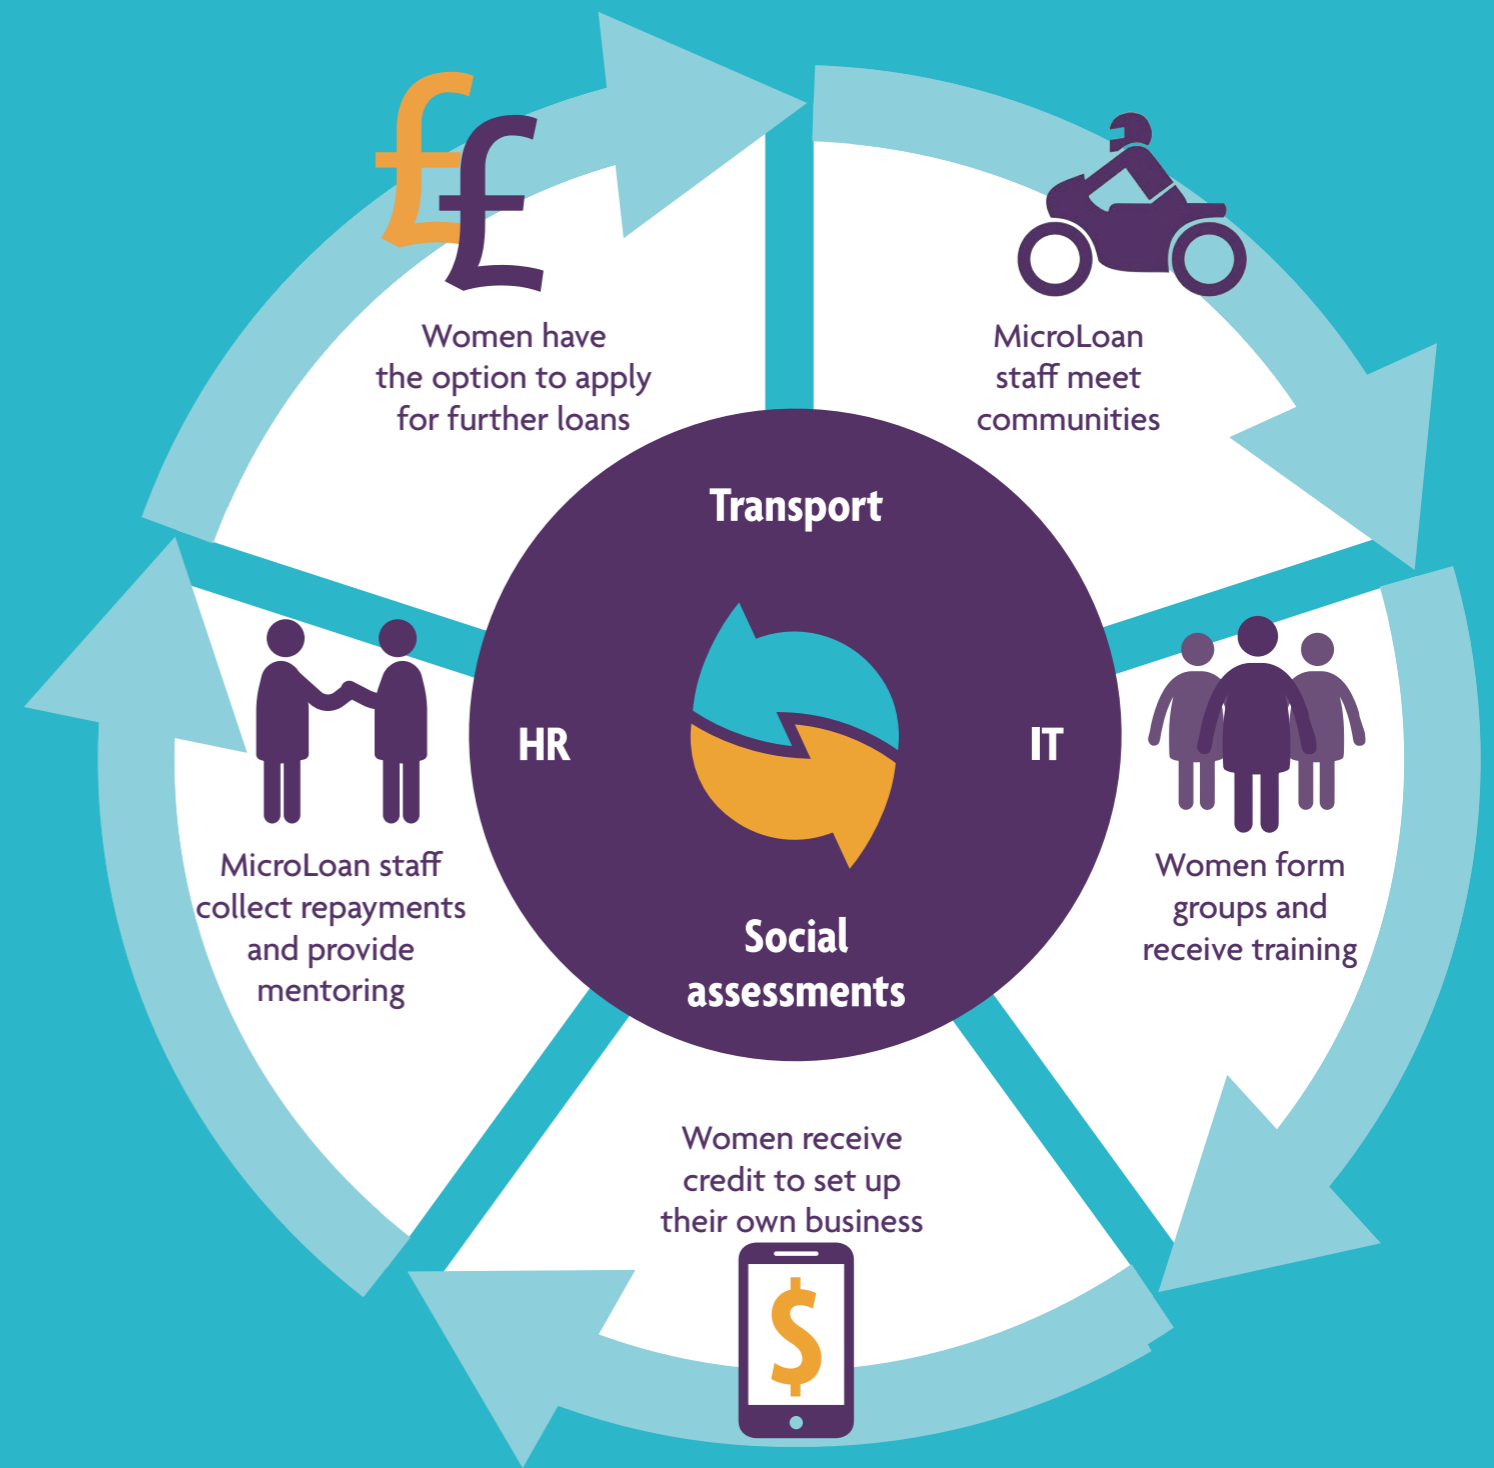 ££
Women have
the option to apply
for further loans
MicroLoan
staff meet
communities
Transport
HR
IT
Social
assessments
Women form
groups and
receive training
Women receive
credit to set up
their own business
$
MicroLoan staff
collect repayments
and provide
mentoring